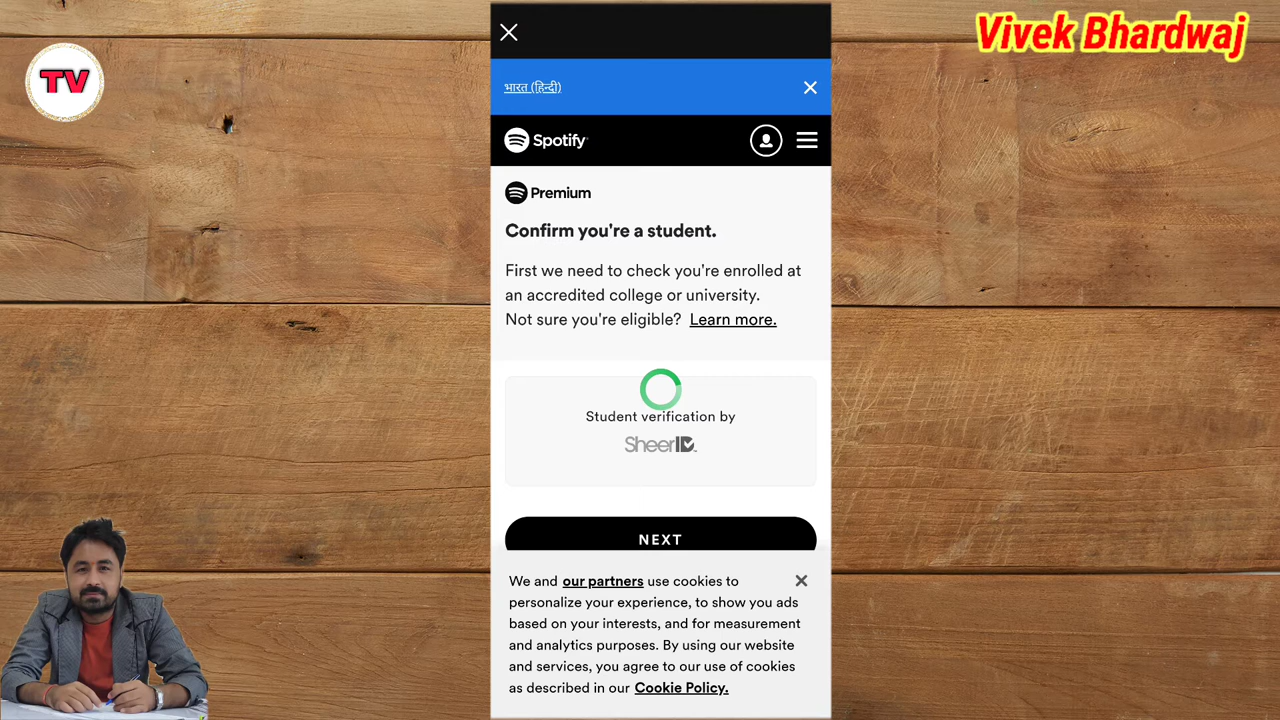 Vivek Bhardwaj
TV
भारत (हिन्दी)
Spotify
Premium
Confirm you're a student.
First we need to check you're enrolled at
an accredited college or university.
Not sure you're eligible? Learn more.
Student verification by
SheerID
NEXT
We and our partners use cookies to
personalize your experience, to show you ads
based on your interests, and for measurement
and analytics purposes. By using our website
and services, you agree to our use of cookies
as described in our Cookie Policy.